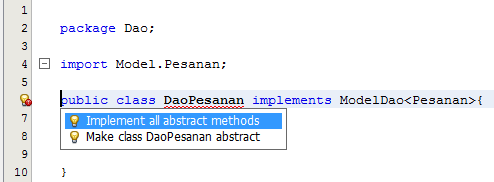 1
2 package Dao;
3
4 import Model.Pesanan;
5
public class DaoPesanan implements ModelDao<Pesanan>{
7 Implement all abstract methods
8 Make class DaoPesanan abstract
9
10 }